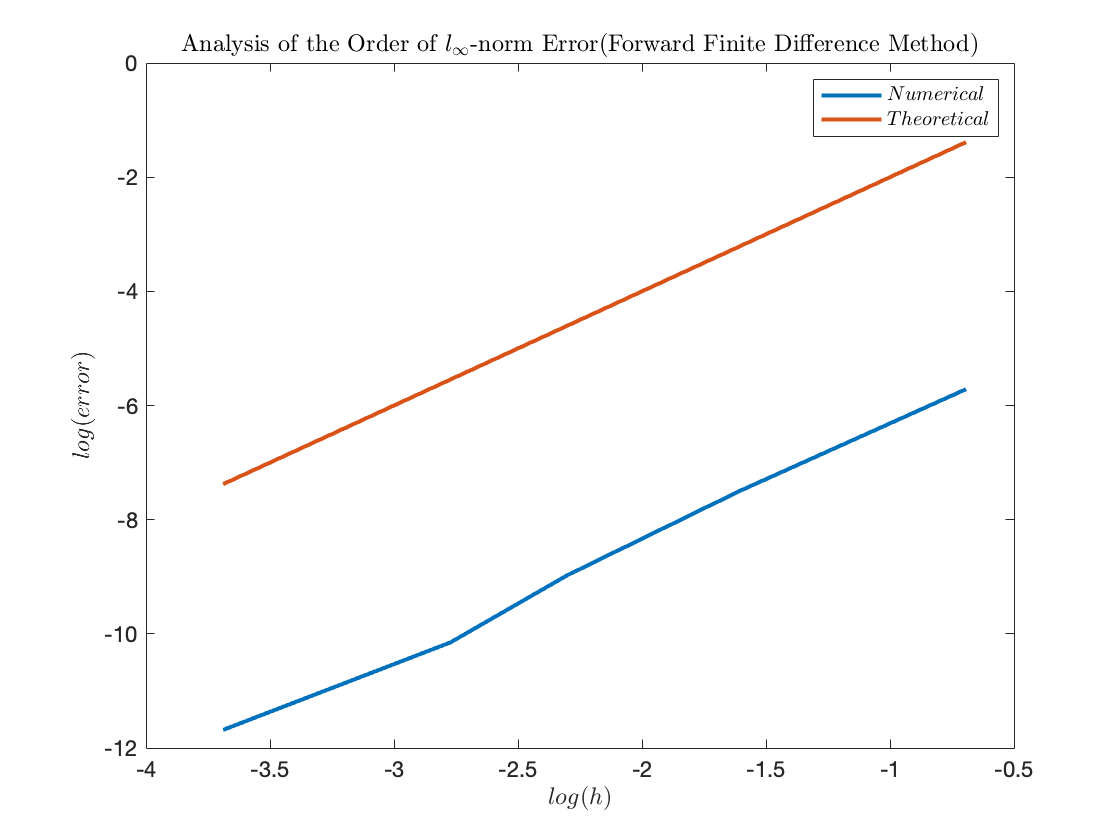 Analysis of the Order of l∞-norm Error(Forward Finite Difference Method)
0
-2
-4
-6
-8
-10
-12
log(error)
Numerical
Theoretical
-4 -3.5 -3 -2.5 -2 -1.5 -1 -0.5
log(h)